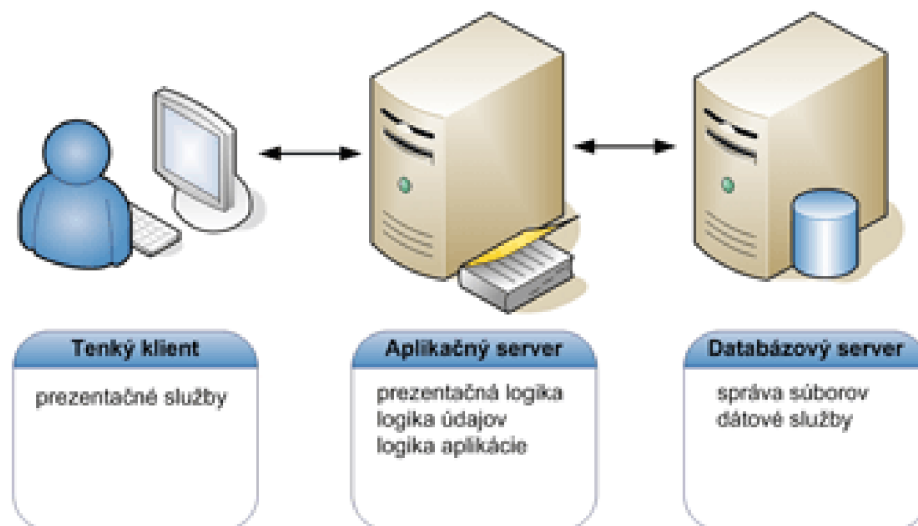 Tenký klient
prezentačné služby
Aplikačný server
prezentačná logika
logika údajov
logika aplikácie
Databázový server
správa súborov
dátové služby